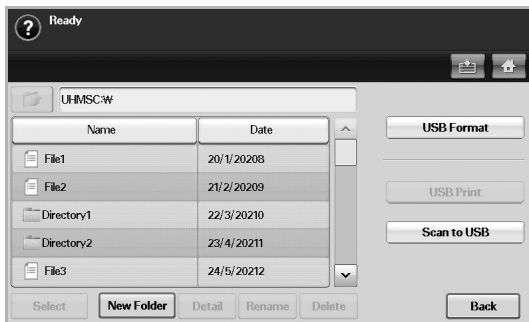 ?
Ready
UHMSC:₩
Name Date
File1 20/1/20208
File2 21/2/20209
Directory1 22/3/20210
Directory2 23/4/20211
File3 24/5/20212
USB Format
USB Print
Scan to USB
Select New Folder Detail Rename Delete Back